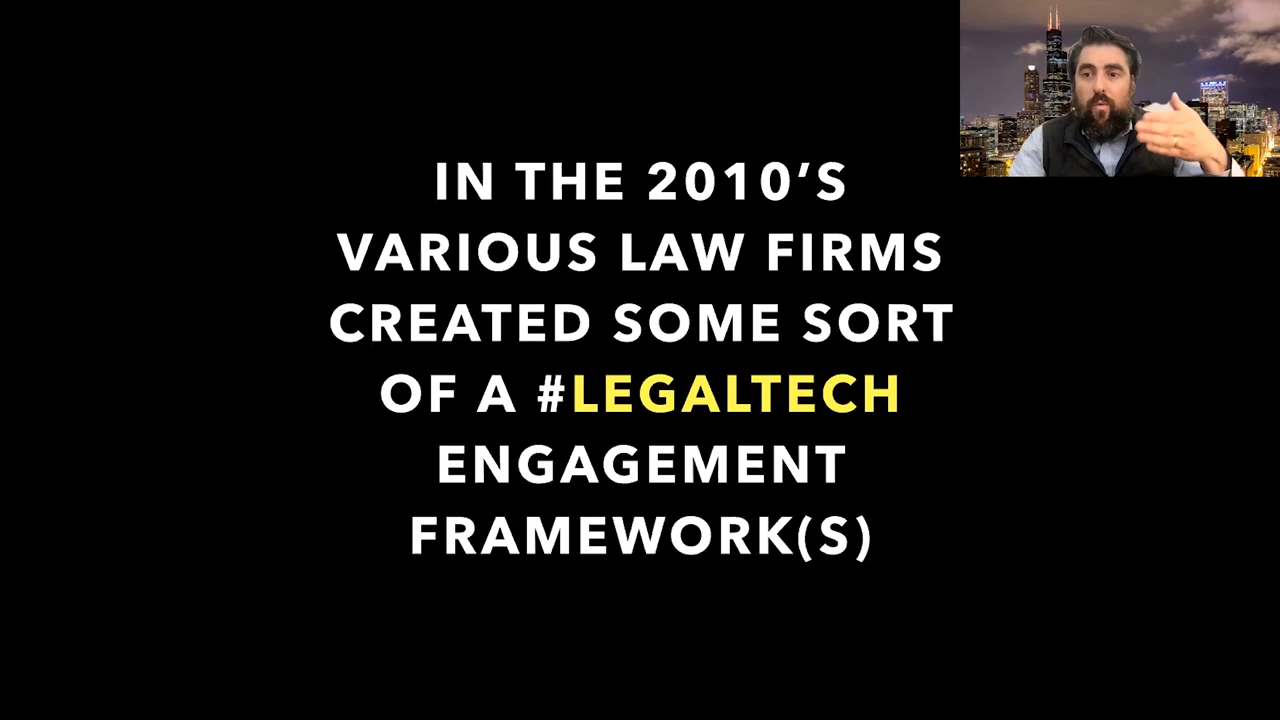 IN THE 2010’S
VARIOUS LAW FIRMS
CREATED SOME SORT
OF A #LEGALTECH
ENGAGEMENT
FRAMEWORK(S)